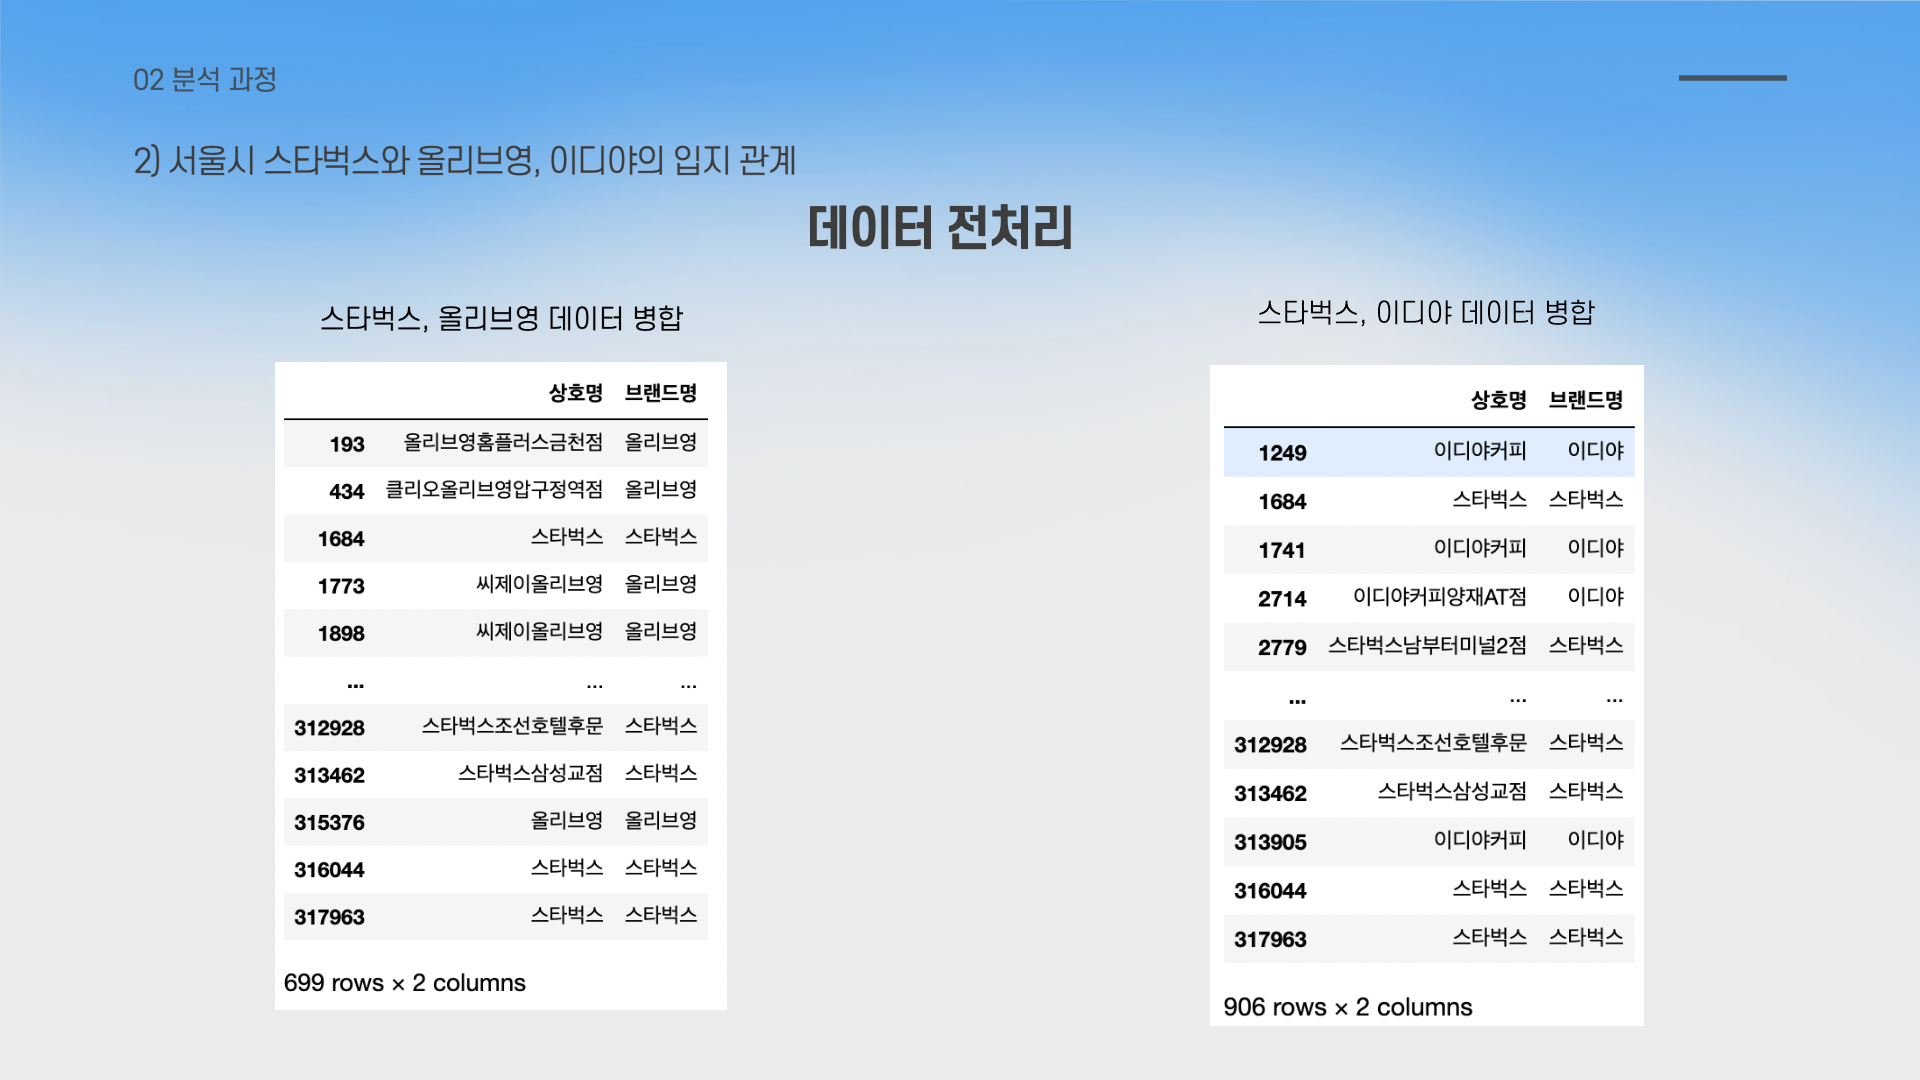 02 분석 과정
2) 서울시 스타벅스와 올리브영, 이디야의 입지 관계
데이터 전처리
스타벅스, 올리브영 데이터 병합
상호명 브랜드명
193 올리브영홈플러스금천점 올리브영
434 클리오올리브영압구정역점 올리브영
1684 스타벅스 스타벅스
1773 씨제이올리브영 올리브영
1898 씨제이올리브영 올리브영
... ... ...
312928 스타벅스조선호텔후문 스타벅스
313462 스타벅스삼성교점 스타벅스
315376 올리브영 올리브영
316044 스타벅스 스타벅스
317963 스타벅스 스타벅스
699 rows × 2 columns
스타벅스, 이디야 데이터 병합
상호명 브랜드명
1249 이디야커피 이디야
1684 스타벅스 스타벅스
1741 이디야커피 이디야
2714 이디야커피양재AT점 이디야
2779 스타벅스남부터미널2점 스타벅스
... ... ...
312928 스타벅스조선호텔후문 스타벅스
313462 스타벅스삼성교점 스타벅스
313905 이디야커피 이디야
316044 스타벅스 스타벅스
317963 스타벅스 스타벅스
906 rows × 2 columns